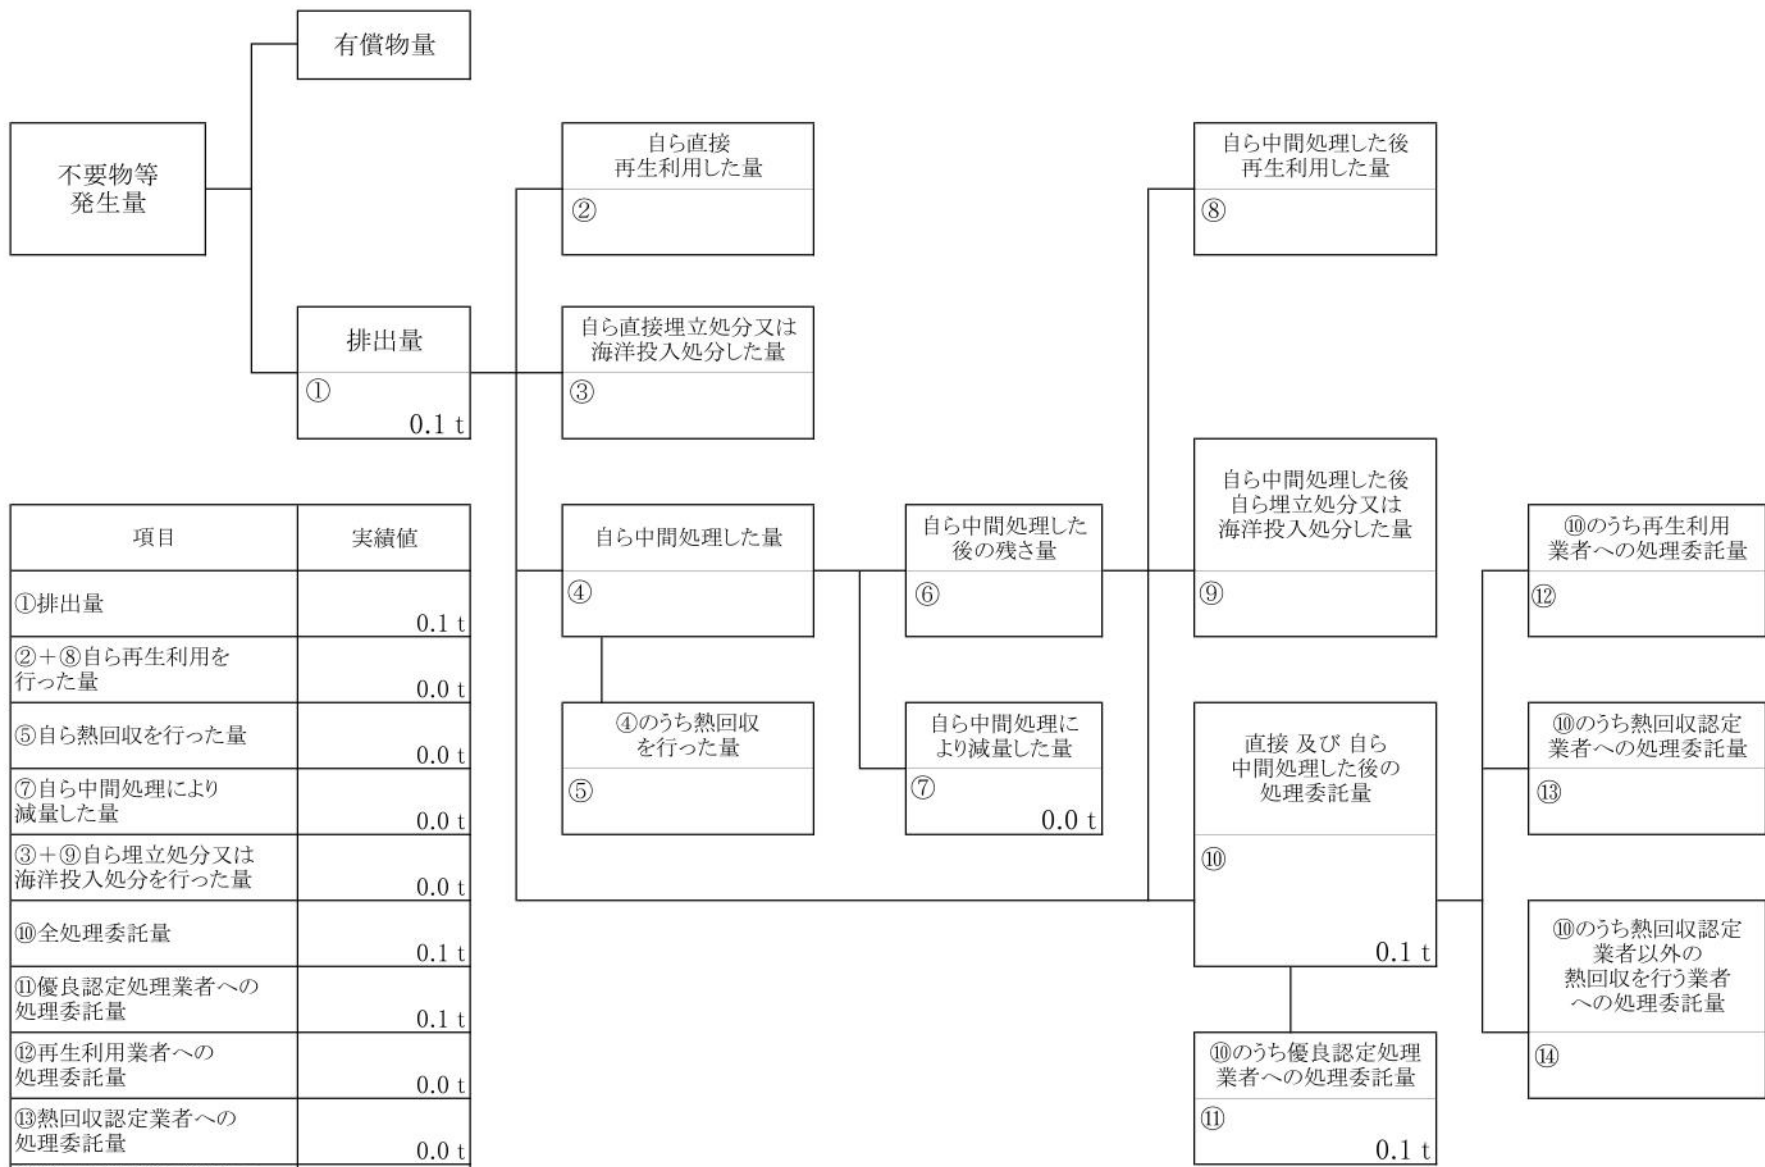 有償物量
不要物等
発生量
排出量
①
0.1 t
自ら直接
再生利用した量
②
自ら直接埋立処分又は
海洋投入処分した量
③
自ら中間処理した量
④
④のうち熱回収
を行った量
⑤
自ら中間処理した
後の残さ量
⑥
自ら中間処理に
より減量した量
⑦
0.0 t
自ら中間処理した後
再生利用した量
⑧
自ら中間処理した後
自ら埋立処分又は
海洋投入処分した量
⑨
直接 及び 自ら
中間処理した後の
処理委託量
⑩
0.1 t
⑩のうち優良認定処理
業者への処理委託量
⑪
0.1 t
⑩のうち再生利用
業者への処理委託量
⑫
⑩のうち熱回収認定
業者への処理委託量
⑬
⑩のうち熱回収認定
業者以外の
熱回収を行う業者
への処理委託量
⑭
項目 実績値
①排出量
0.1 t
②+⑧自ら再生利用を
行った量
0.0 t
⑤自ら熱回収を行った量
0.0 t
⑦自ら中間処理により
減量した量
0.0 t
③+⑨自ら埋立処分又は
海洋投入処分を行った量
0.0 t
⑩全処理委託量
0.1 t
⑪優良認定処理業者への
処理委託量
0.1 t
⑫再生利用業者への
処理委託量
0.0 t
⑬熱回収認定業者への
処理委託量
0.0 t